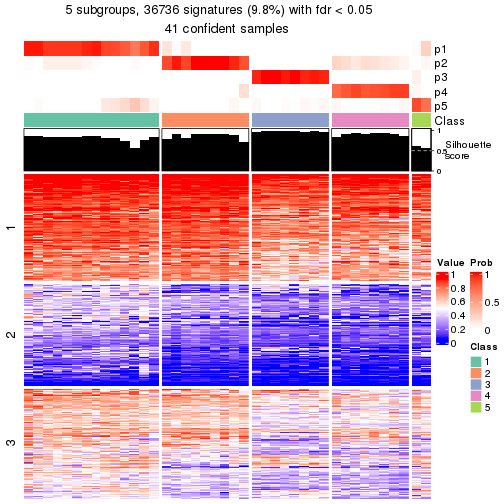 5 subgroups, 36736 signatures (9.8%) with fdr < 0.05
41 confident samples
p1
p2
p3
p4
p5
Class
1
0.5
0
Silhouette
score
1
2
3
Value
1
0.8
0.6
0.4
0.2
0
Prob
1
0.5
0
Class
1
2
3
4
5